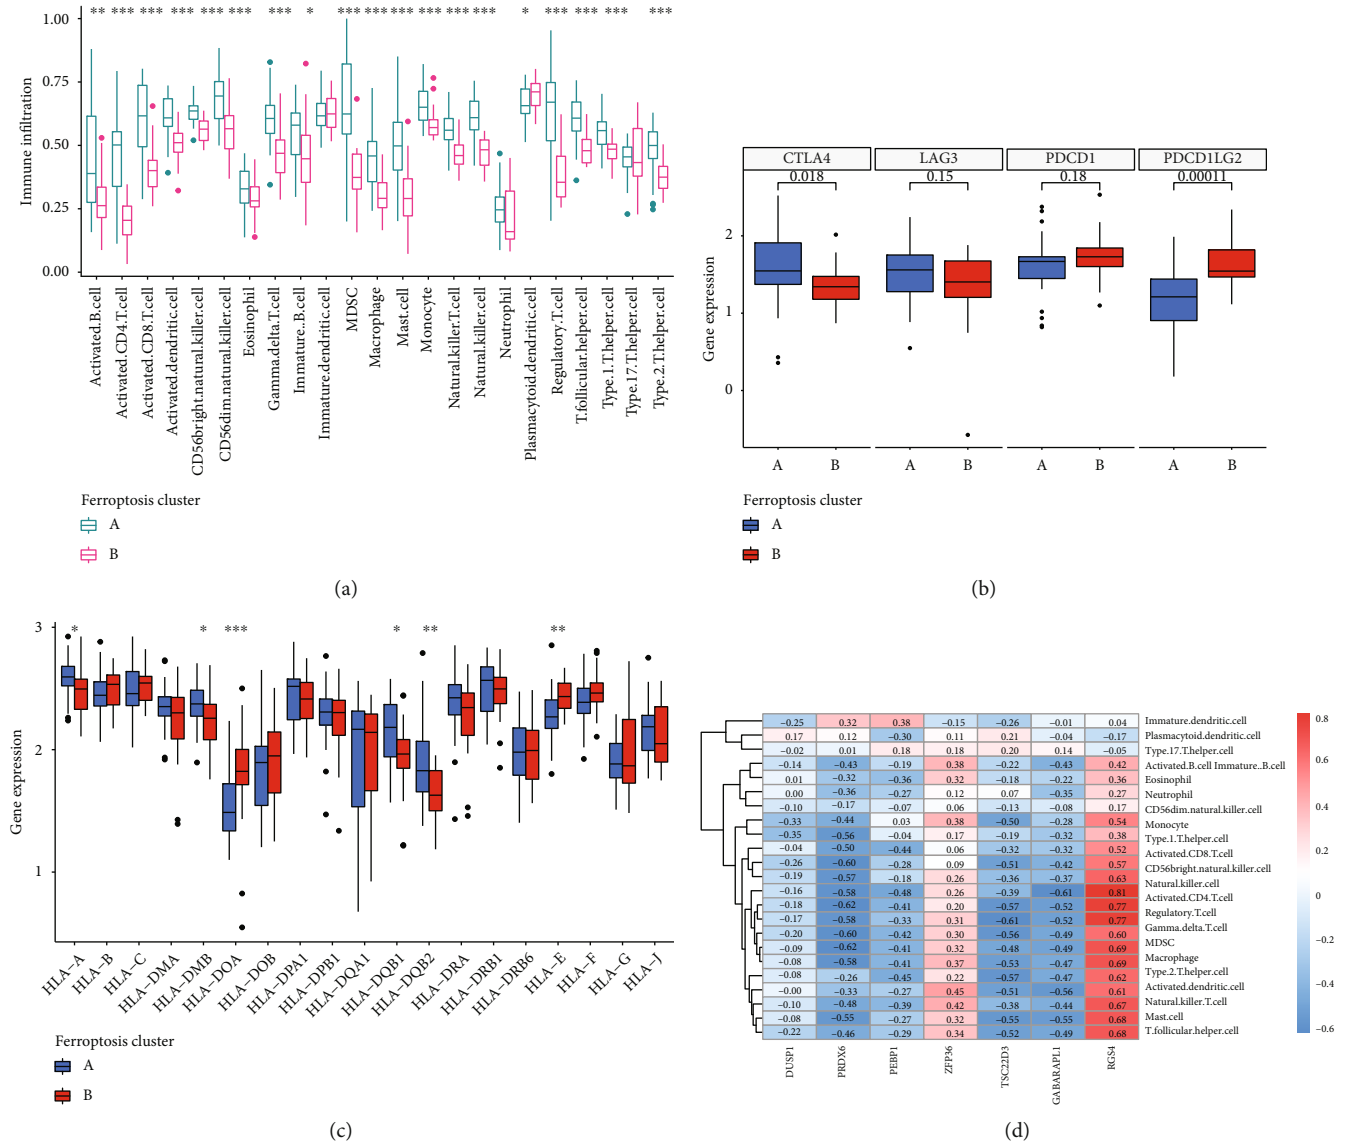 ** *** *** *** *** *** *** * *** *** *** *** *** *** * *** *** *** ***
Immune infiltration
1.00
0.75
0.50
0.25
0.00
Activated.B.cell
Activated.CD4.T.cell
Activated.CD8.T.cell
Activated.dendritic.cell
CD56bright.natural.killer.cell
CD56dim.natural.killer.cell
Eosinophil
Gamma.delta.T.cell
Immature..B.cell
Immature.dendritic.cell
MDSC
Macrophage
Mast.cell
Monocyte
Natural.killer.T.cell
Natural.killer.cell
Neutrophil
Plasmacytoid.dendritic.cell
Regulatory.T.cell
T.follicular.helper.cell
Type.1.T.helper.cell
Type.17.T.helper.cell
Type.2.T.helper.cell
Ferroptosis cluster
A
B
(a)
CTLA4 LAG3 PDCD1 PDCD1LG2
0.018 0.15 0.18 0.00011
Gene expression
2
1
0
A B A B A B A B
Ferroptosis cluster
A
B
(b)
* * *** * ** **
Gene expression
3
2
1
HLA-A
HLA-B
HLA-C
HLA-DMA
HLA-DMB
HLA-DOA
HLA-DOB
HLA-DPA1
HLA-DPB1
HLA-DQA1
HLA-DQB1
HLA-DQB2
HLA-DRA
HLA-DRB1
HLA-DRB6
HLA-E
HLA-F
HLA-G
HLA-J
Ferroptosis cluster
A
B
(c)
-0.25 0.32 0.38 -0.15 -0.26 -0.01 0.04 Immature.dendritic.cell
0.17 0.12 -0.30 0.11 0.21 -0.04 -0.17 Plasmacytoid.dendritic.cell
-0.02 0.01 0.18 0.18 0.20 0.14 -0.05 Type.17.T.helper.cell
-0.14 -0.43 -0.19 0.38 -0.22 -0.43 0.42 Activated.B.cell Immature..B.cell
0.01 -0.32 -0.36 0.32 -0.18 -0.22 0.36 Eosinophil
0.00 -0.36 -0.27 0.12 0.07 -0.35 0.27 Neutrophil
-0.10 -0.17 -0.07 0.06 -0.13 -0.08 0.17 CD56dim.natural.killer.cell
-0.33 -0.44 0.03 0.38 -0.50 -0.28 0.54 Monocyte
-0.35 -0.56 -0.04 0.17 -0.19 -0.32 0.38 Type.1.T.helper.cell
-0.04 -0.50 -0.44 0.06 -0.32 -0.32 0.52 Activated.CD8.T.cell
-0.26 -0.60 -0.28 0.09 -0.51 -0.42 0.57 CD56bright.natural.killer.cell
-0.19 -0.57 -0.18 0.26 -0.36 -0.37 0.63 Natural.killer.cell
-0.16 -0.58 -0.48 0.26 -0.39 -0.61 0.81 Activated.CD4.T.cell
-0.18 -0.62 -0.41 0.20 -0.57 -0.52 0.77 Regulatory.T.cell
-0.17 -0.58 -0.33 0.31 -0.61 -0.52 0.77 Gamma.delta.T.cell
-0.20 -0.60 -0.42 0.30 -0.56 -0.49 0.60 MDSC
-0.09 -0.62 -0.41 0.32 -0.48 -0.49 0.69 Macrophage
-0.08 -0.58 -0.41 0.37 -0.53 -0.47 0.69 Type.2.T.helper.cell
-0.08 -0.26 -0.45 0.22 -0.57 -0.47 0.62 Activated.dendritic.cell
-0.00 -0.33 -0.27 0.45 -0.51 -0.56 0.61 Natural.killer.T.cell
-0.10 -0.48 -0.39 0.42 -0.38 -0.44 0.67 Mast.cell
-0.08 -0.55 -0.27 0.32 -0.55 -0.55 0.68 T.follicular.helper.cell
-0.22 -0.46 -0.29 0.34 -0.52 -0.49 0.68
DUSP1
PRDX6
PEBP1
ZFP36
TSC22D3
GABARAPL1
RGS4
0.8
0.6
0.4
0.2
0
-0.2
-0.4
-0.6
(d)